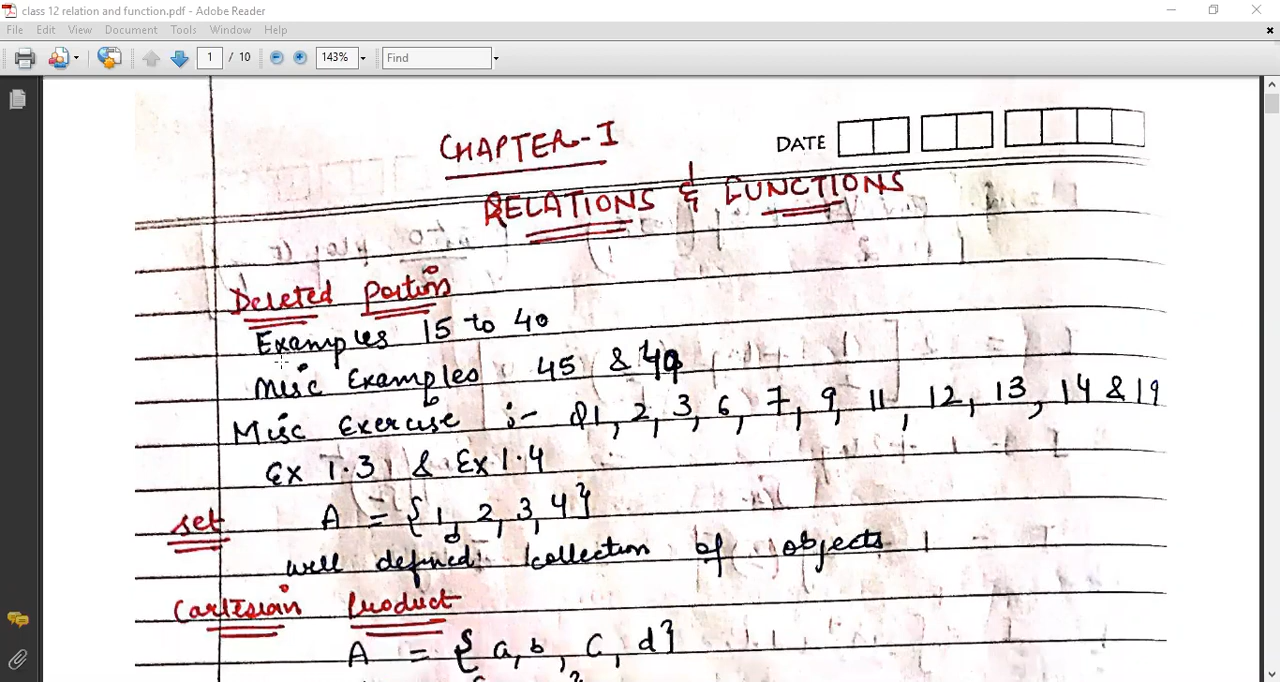 class 12 relation and function.pdf - Adobe Reader
File Edit View Document Tools Window Help
1 / 10 143% Find
CHAPTER-I
DATE
RELATIONS & FUNCTIONS
Deleted Portion
Examples 15 to 40
Misc Examples 45 &
Misc Exercise :- Q1, 2, 3, 6, 7, 9, 11, 12, 13, 14 & 19
Ex 1.3 & Ex 1.4
set A = {1, 2, 3, 4}
well defined collection of objects
Cartesian Product
A = {a, b, c, d}